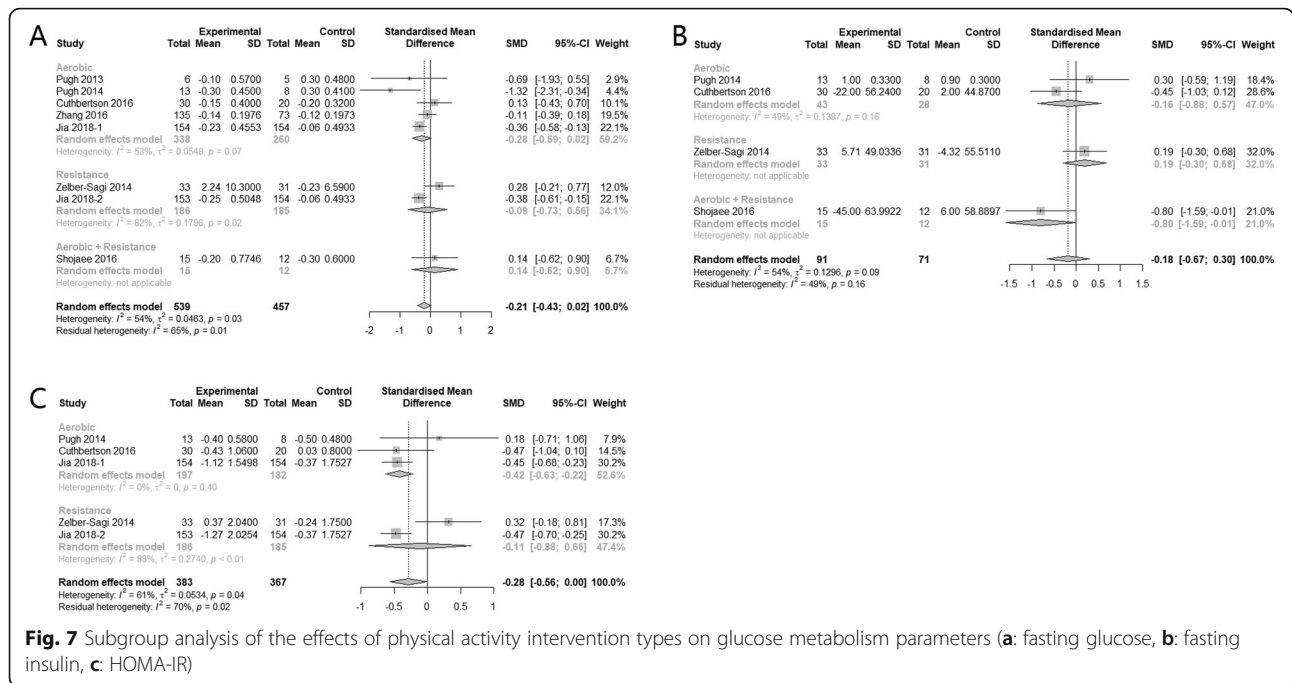 A
Experimental Control Standardised Mean
Study Total Mean SD Total Mean SD Difference SMD 95%-CI Weight
Aerobic
Pugh 2013 6 -0.10 0.5700 5 0.30 0.4800 -0.69 [-1.93; 0.55] 2.9%
Pugh 2014 13 -0.30 0.4500 8 0.30 0.4100 -1.32 [-2.31; -0.34] 4.4%
Cuthbertson 2016 30 -0.15 0.4000 20 -0.20 0.3200 0.13 [-0.43; 0.70] 10.1%
Zhang 2016 135 -0.14 0.1976 73 -0.12 0.1973 -0.11 [-0.39; 0.18] 19.5%
Jia 2018-1 154 -0.23 0.4553 154 -0.06 0.4933 -0.36 [-0.58; -0.13] 22.1%
Random effects model 338 260 -0.28 [-0.59; 0.02] 59.2%
Heterogeneity: I² = 53%, τ² = 0.0548, p = 0.07
Resistance
Zelber-Sagi 2014 33 2.24 10.3000 31 -0.23 6.5900 0.28 [-0.21; 0.77] 12.0%
Jia 2018-2 153 -0.25 0.5048 154 -0.06 0.4933 -0.38 [-0.61; -0.15] 22.1%
Random effects model 186 185 -0.09 [-0.73; 0.56] 34.1%
Heterogeneity: I² = 82%, τ² = 0.1796, p = 0.02
Aerobic + Resistance
Shojaee 2016 15 -0.20 0.7746 12 -0.30 0.6000 0.14 [-0.62; 0.90] 6.7%
Random effects model 15 12 0.14 [-0.62; 0.90] 6.7%
Heterogeneity: not applicable
Random effects model 539 457 -0.21 [-0.43; 0.02] 100.0%
Heterogeneity: I² = 54%, τ² = 0.0463, p = 0.03
Residual heterogeneity: I² = 65%, p = 0.01
-2 -1 0 1 2
B
Experimental Control Standardised Mean
Study Total Mean SD Total Mean SD Difference SMD 95%-CI Weight
Aerobic
Pugh 2014 13 1.00 0.3300 8 0.90 0.3000 0.30 [-0.59; 1.19] 18.4%
Cuthbertson 2016 30 -22.00 56.2400 20 2.00 44.8700 -0.45 [-1.03; 0.12] 28.6%
Random effects model 43 28 -0.16 [-0.88; 0.57] 47.0%
Heterogeneity: I² = 49%, τ² = 0.1397, p = 0.16
Resistance
Zelber-Sagi 2014 33 5.71 49.0336 31 -4.32 55.5110 0.19 [-0.30; 0.68] 32.0%
Random effects model 33 31 0.19 [-0.30; 0.68] 32.0%
Heterogeneity: not applicable
Aerobic + Resistance
Shojaee 2016 15 -45.00 63.9922 12 6.00 58.8897 -0.80 [-1.59; -0.01] 21.0%
Random effects model 15 12 -0.80 [-1.59; -0.01] 21.0%
Heterogeneity: not applicable
Random effects model 91 71 -0.18 [-0.67; 0.30] 100.0%
Heterogeneity: I² = 54%, τ² = 0.1296, p = 0.09
Residual heterogeneity: I² = 49%, p = 0.16
-1.5 -1 -0.5 0 0.5 1 1.5
C
Experimental Control Standardised Mean
Study Total Mean SD Total Mean SD Difference SMD 95%-CI Weight
Aerobic
Pugh 2014 13 -0.40 0.5800 8 -0.50 0.4800 0.18 [-0.71; 1.06] 7.9%
Cuthbertson 2016 30 -0.43 1.0600 20 0.03 0.8000 -0.47 [-1.04; 0.10] 14.5%
Jia 2018-1 154 -1.12 1.5498 154 -0.37 1.7527 -0.45 [-0.68; -0.23] 30.2%
Random effects model 197 182 -0.42 [-0.63; -0.22] 52.6%
Heterogeneity: I² = 0%, τ² = 0, p = 0.40
Resistance
Zelber-Sagi 2014 33 0.37 2.0400 31 -0.24 1.7500 0.32 [-0.18; 0.81] 17.3%
Jia 2018-2 153 -1.27 2.0254 154 -0.37 1.7527 -0.47 [-0.70; -0.25] 30.2%
Random effects model 186 185 -0.11 [-0.88; 0.66] 47.4%
Heterogeneity: I² = 88%, τ² = 0.2740, p < 0.01
Random effects model 383 367 -0.28 [-0.56; 0.00] 100.0%
Heterogeneity: I² = 61%, τ² = 0.0534, p = 0.04
Residual heterogeneity: I² = 70%, p = 0.02
-1 -0.5 0 0.5 1
Fig. 7 Subgroup analysis of the effects of physical activity intervention types on glucose metabolism parameters (a: fasting glucose, b: fasting
insulin, c: HOMA-IR)